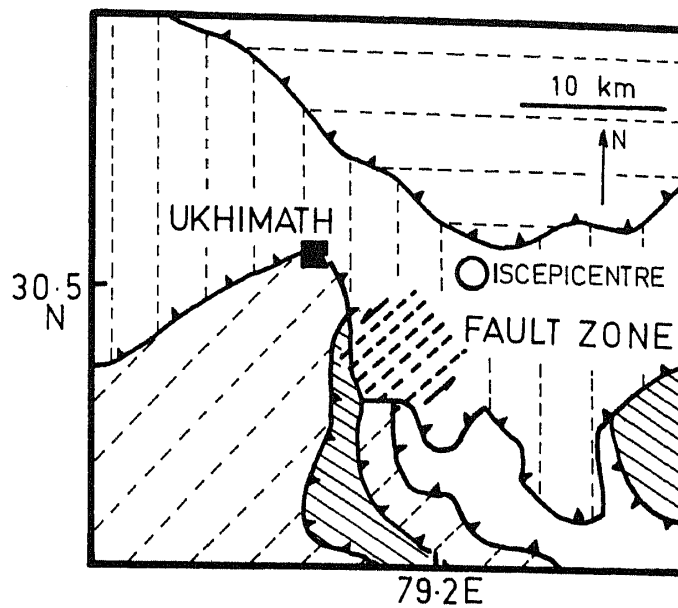 10 km
N
UKHIMATH
ISCEPICENTRE
30·5
N
FAULT ZONE
79·2E